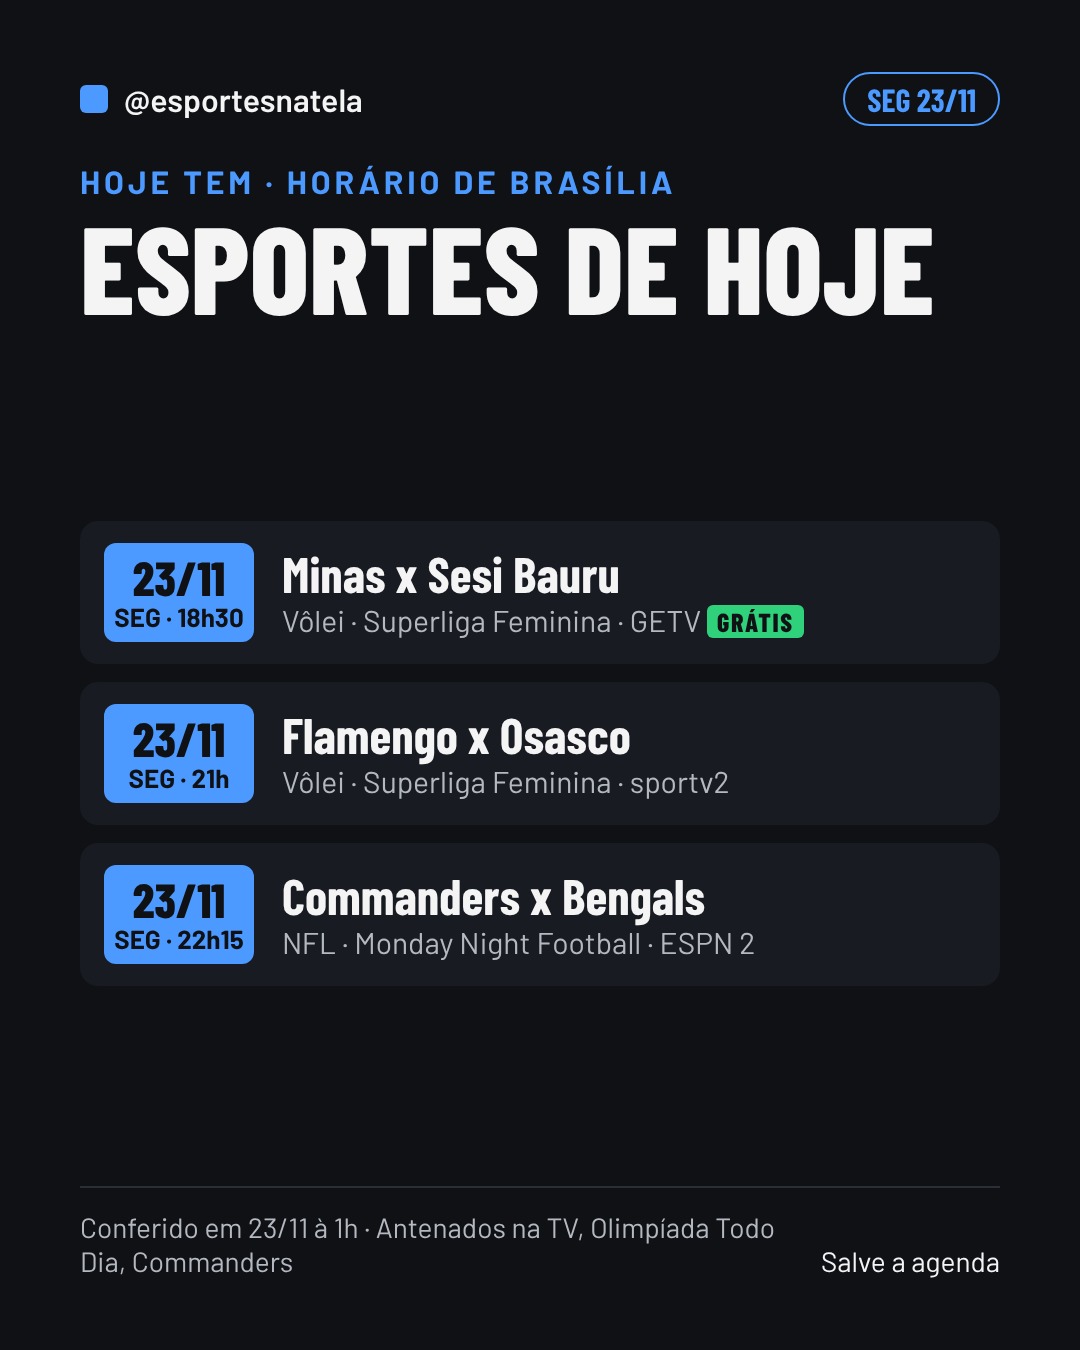 @esportesnatela
SEG 23/11
HOJE TEM · HORÁRIO DE BRASÍLIA
ESPORTES DE HOJE
23/11
SEG · 18h30
Minas x Sesi Bauru
Vôlei · Superliga Feminina · GETV GRÁTIS
23/11
SEG · 21h
Flamengo x Osasco
Vôlei · Superliga Feminina · sportv2
23/11
SEG · 22h15
Commanders x Bengals
NFL · Monday Night Football · ESPN 2
Conferido em 23/11 à 1h · Antenados na TV, Olimpíada Todo
Dia, Commanders
Salve a agenda